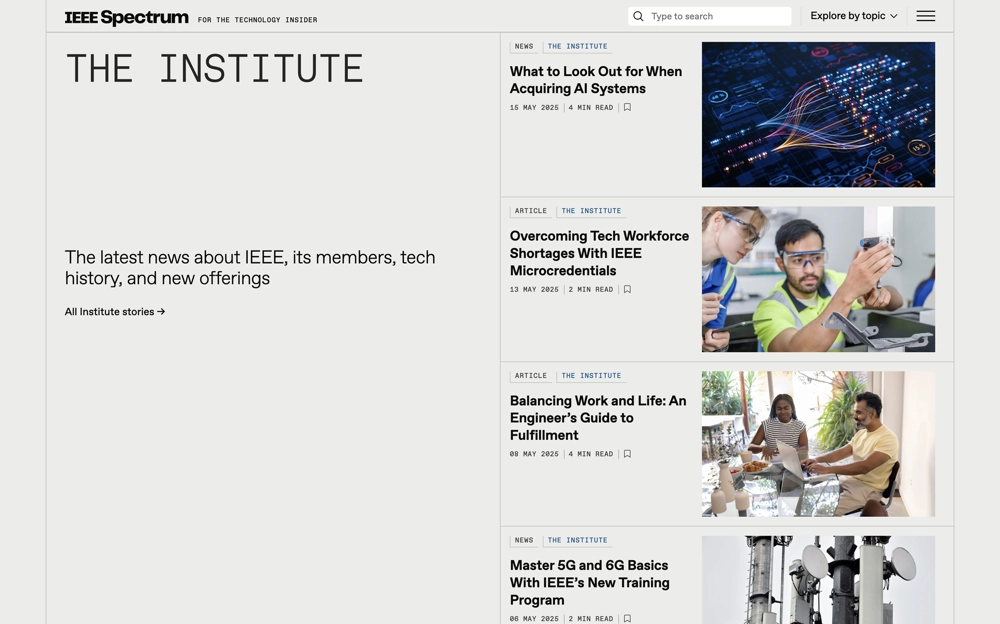 IEEE Spectrum FOR THE TECHNOLOGY INSIDER
Type to search
Explore by topic
THE INSTITUTE
The latest news about IEEE, its members, tech
history, and new offerings
All Institute stories →
NEWS THE INSTITUTE
What to Look Out for When
Acquiring AI Systems
15 MAY 2025 | 4 MIN READ
ARTICLE THE INSTITUTE
Overcoming Tech Workforce
Shortages With IEEE
Microcredentials
13 MAY 2025 | 2 MIN READ
ARTICLE THE INSTITUTE
Balancing Work and Life: An
Engineer’s Guide to
Fulfillment
08 MAY 2025 | 4 MIN READ
NEWS THE INSTITUTE
Master 5G and 6G Basics
With IEEE’s New Training
Program
06 MAY 2025 | 2 MIN READ